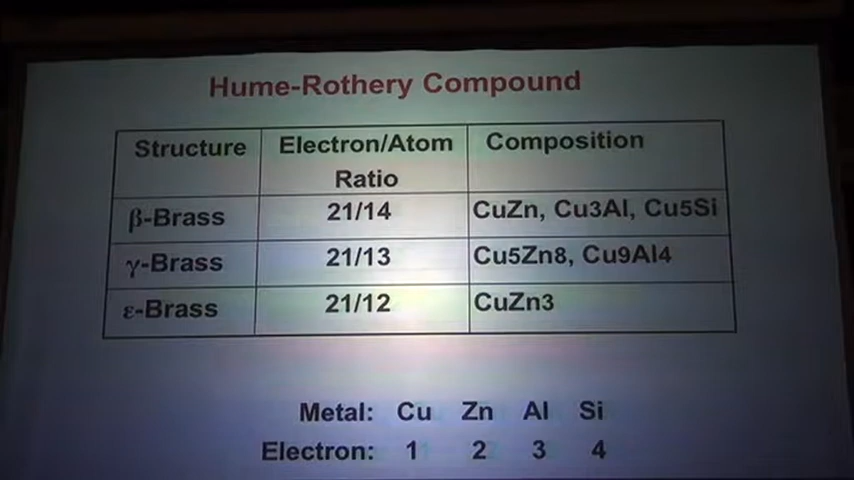 Hume-Rothery Compound
Structure Electron/Atom Ratio Composition
β-Brass 21/14 CuZn, Cu3Al, Cu5Si
γ-Brass 21/13 Cu5Zn8, Cu9Al4
ε-Brass 21/12 CuZn3
Metal: Cu Zn Al Si
Electron: 1 2 3 4